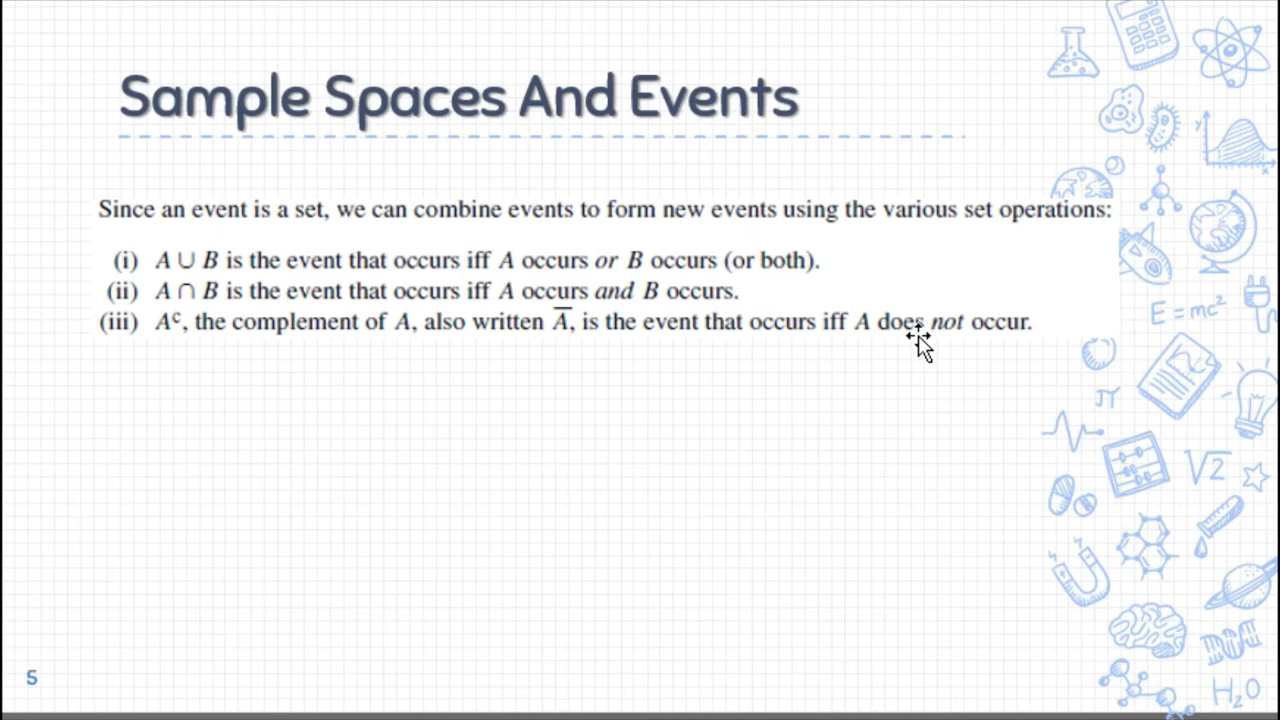 Sample Spaces And Events
Since an event is a set, we can combine events to form new events using the various set operations:
(i) A ∪ B is the event that occurs iff A occurs or B occurs (or both).
(ii) A ∩ B is the event that occurs iff A occurs and B occurs.
(iii) Aᶜ, the complement of A, also written A̅, is the event that occurs iff A does not occur.
y
x
E=mc²
π
√2
H₂O
5